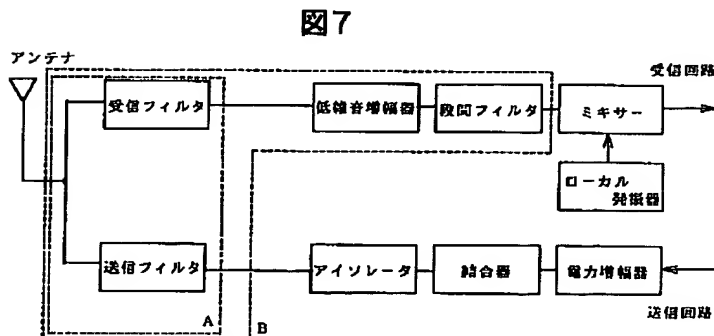 図7
アンテナ
受信回路
受信フィルタ
低雑音増幅器
段間フィルタ
ミキサー
ローカル
発振器
送信フィルタ
アイソレータ
結合器
電力増幅器
A
B
送信回路